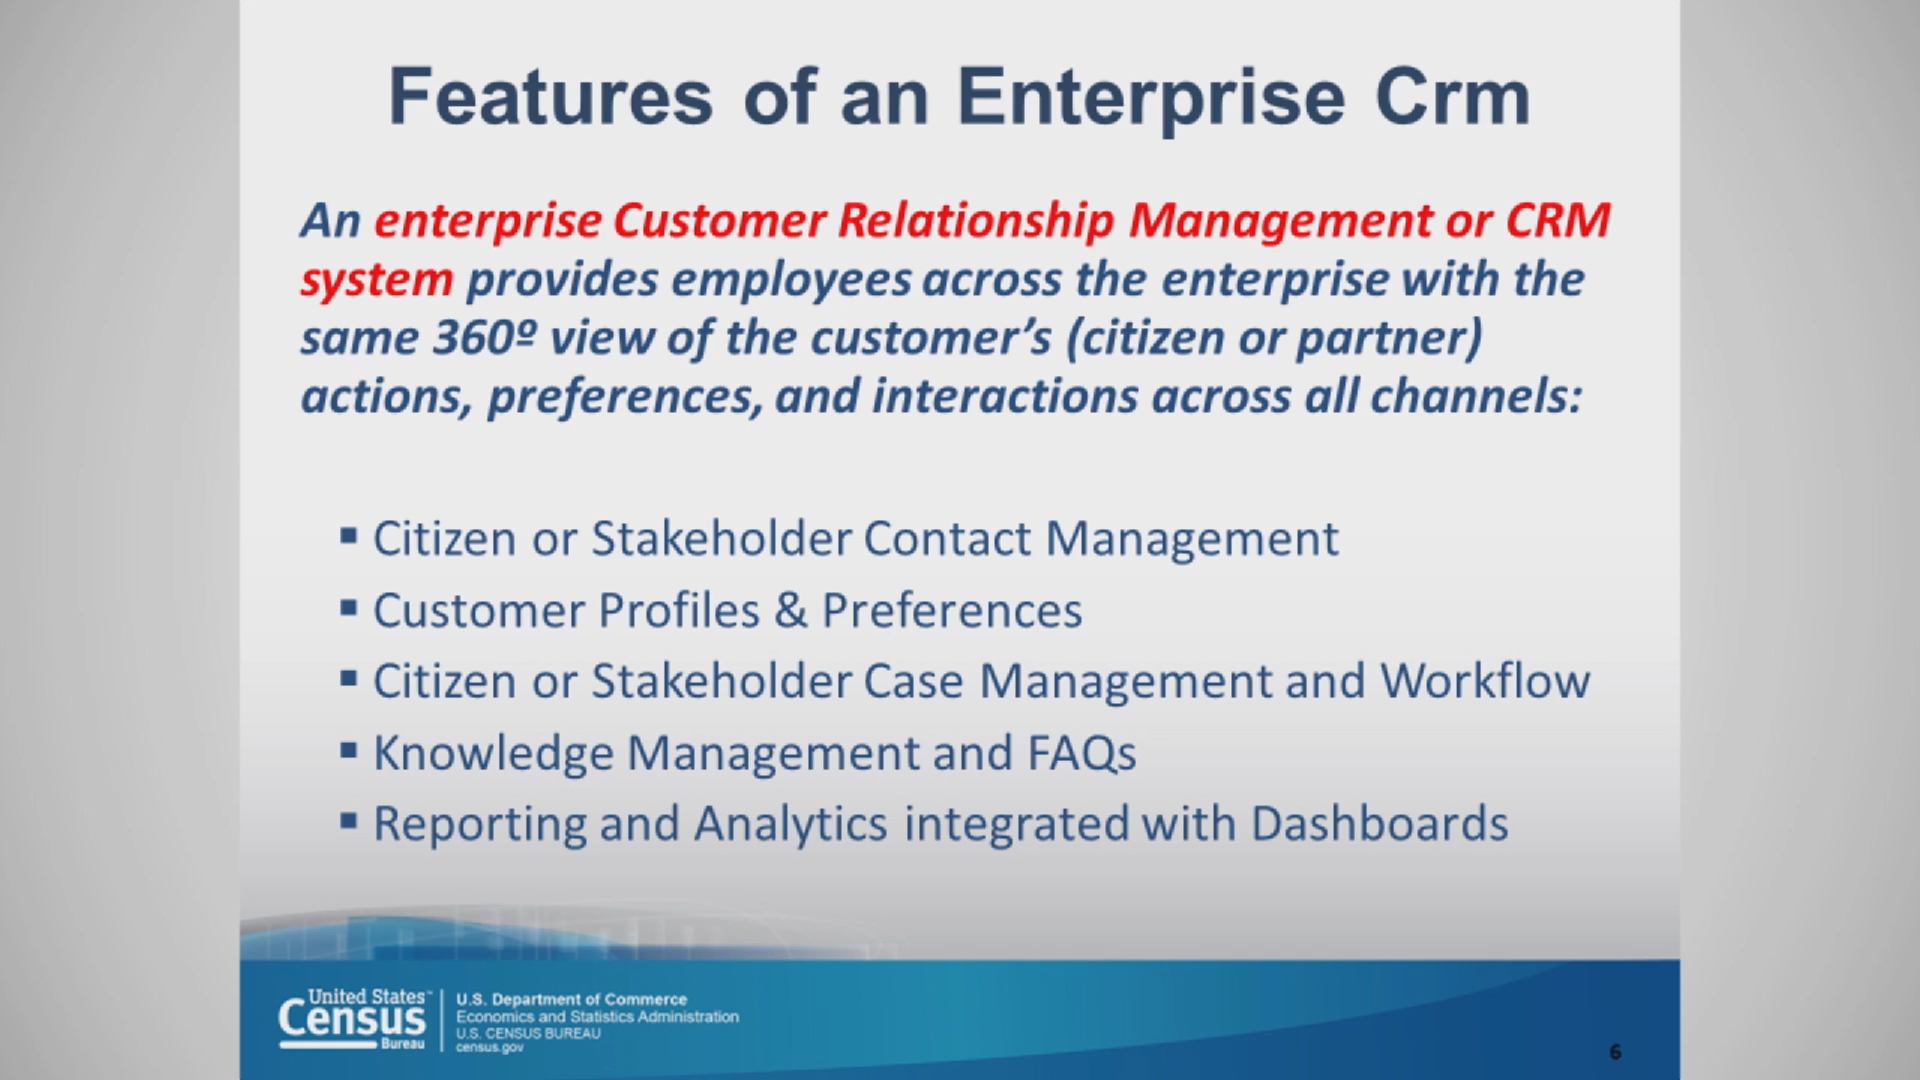 Features of an Enterprise Crm
An enterprise Customer Relationship Management or CRM
system provides employees across the enterprise with the
same 360º view of the customer’s (citizen or partner)
actions, preferences, and interactions across all channels:
▪ Citizen or Stakeholder Contact Management
▪ Customer Profiles & Preferences
▪ Citizen or Stakeholder Case Management and Workflow
▪ Knowledge Management and FAQs
▪ Reporting and Analytics integrated with Dashboards
United States™
Census
Bureau
U.S. Department of Commerce
Economics and Statistics Administration
U.S. CENSUS BUREAU
census.gov
6